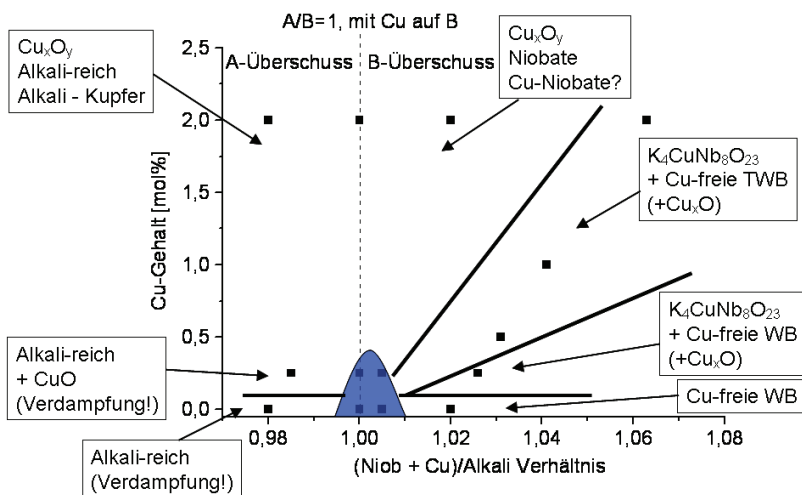 A/B=1, mit Cu auf B
CuₓOᵧ
Alkali-reich
Alkali - Kupfer
A-Überschuss
B-Überschuss
CuₓOᵧ
Niobate
Cu-Niobate?
K₄CuNb₈O₂₃
+ Cu-freie TWB
(+CuₓO)
K₄CuNb₈O₂₃
+ Cu-freie WB
(+CuₓO)
Cu-freie WB
Alkali-reich
+ CuO
(Verdampfung!)
Alkali-reich
(Verdampfung!)
Cu-Gehalt [mol%]
2,5
2,0
1,5
1,0
0,5
0,0
0,98
1,00
1,02
1,04
1,06
1,08
(Niob + Cu)/Alkali Verhältnis